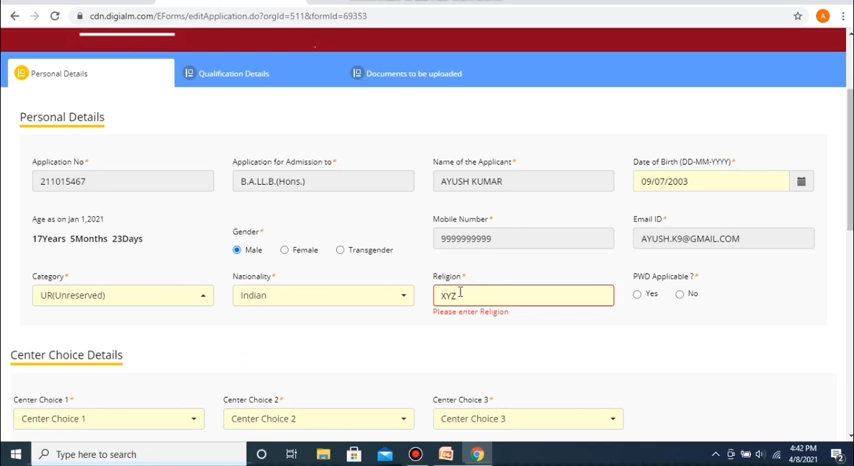 cdn.digialm.com/EForms/editApplication.do?orgId=511&formId=69353
A
Personal Details
Qualification Details
Documents to be uploaded
Personal Details
Application No*
Application for Admission to*
Name of the Applicant*
Date of Birth (DD-MM-YYYY)*
211015467
B.A.LL.B.(Hons.)
AYUSH KUMAR
09/07/2003
Age as on Jan 1,2021
Gender*
Mobile Number*
Email ID*
17Years 5Months 23Days
Male
Female
Transgender
9999999999
AYUSH.K9@GMAIL.COM
Category*
Nationality*
Religion*
PWD Applicable ?*
UR(Unreserved)
Indian
XYZ
Yes
No
Please enter Religion
Center Choice Details
Center Choice 1*
Center Choice 2*
Center Choice 3*
Center Choice 1
Center Choice 2
Center Choice 3
Type here to search
4:42 PM
4/8/2021
2